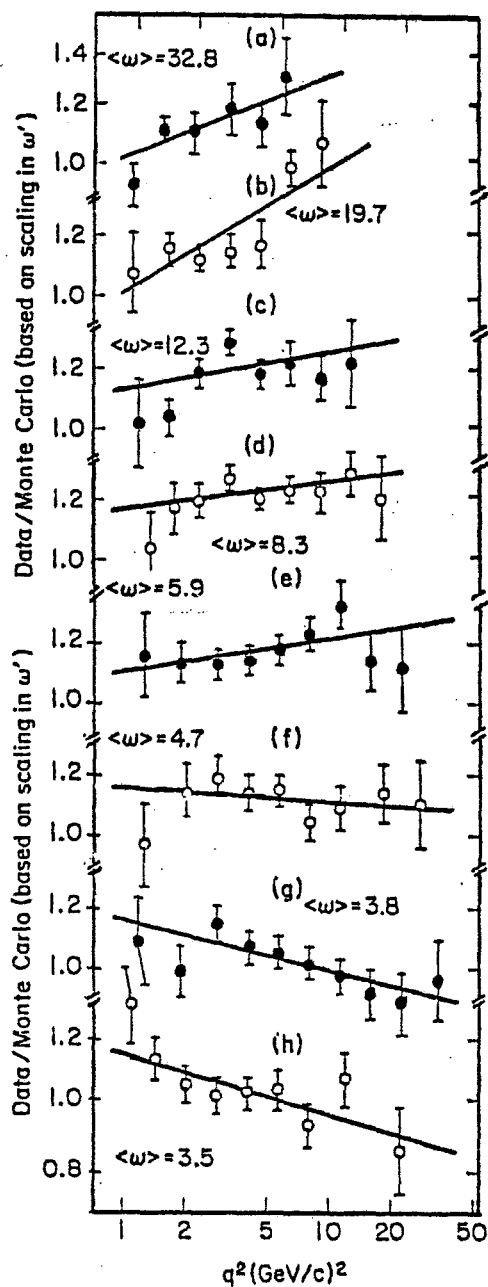 Data/Monte Carlo (based on scaling in ω')
Data/Monte Carlo (based on scaling in ω')
(a)
<ω>=32.8
1.4
1.2
1.0
(b)
<ω>=19.7
1.2
1.0
(c)
<ω>=12.3
1.2
1.0
(d)
1.2
<ω>=8.3
1.0
<ω>=5.9
(e)
1.2
1.0
<ω>=4.7
(f)
1.2
1.0
(g)
<ω>=3.8
1.2
1.0
(h)
1.2
1.0
<ω>=3.5
0.8
1 2 5 10 20 50
q² (GeV/c)²